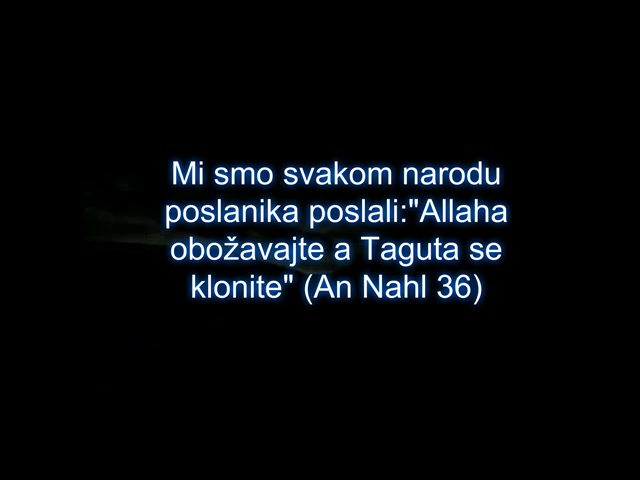 Mi smo svakom narodu
poslanika poslali:"Allaha
obožavajte a Taguta se
klonite" (An Nahl 36)